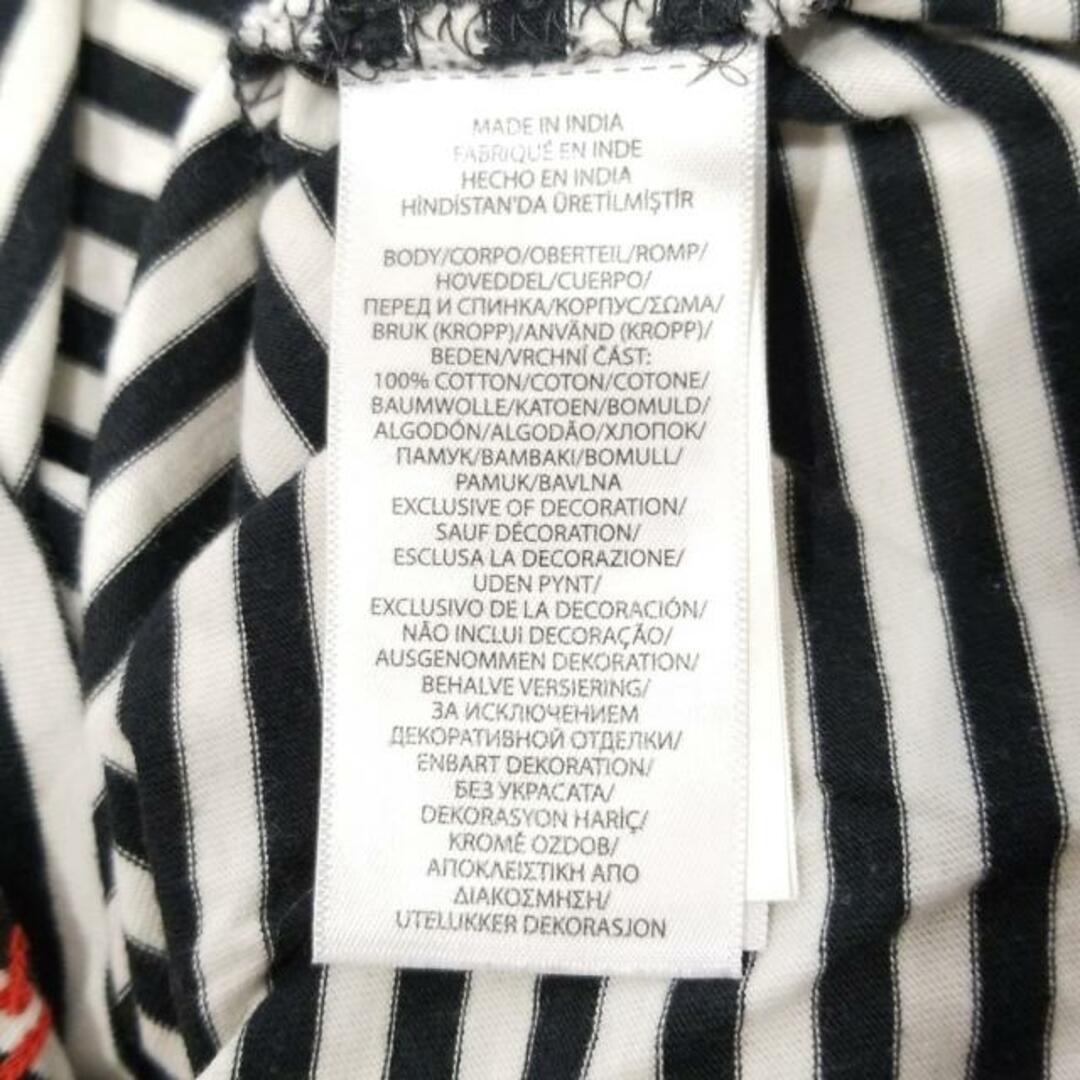 MADE IN INDIA
FABRIQUÉ EN INDE
HECHO EN INDIA
HİNDİSTAN'DA ÜRETİLMİŞTİR
BODY/CORPO/OBERTEIL/ROMP/
HOVEDDEL/CUERPO/
ПЕРЕД И СПИНКА/КОРПУС/ΣΩΜΑ/
BRUK (KROPP)/ANVÄND (KROPP)/
BEDEN/VRCHNÍ ČÁST:
100% COTTON/COTON/COTONE/
BAUMWOLLE/KATOEN/BOMULD/
ALGODÓN/ALGODÃO/ХЛОПОК/
ПАМУК/ΒΑΜΒΑΚΙ/BOMULL/
PAMUK/BAVLNA
EXCLUSIVE OF DECORATION/
SAUF DÉCORATION/
ESCLUSA LA DECORAZIONE/
UDEN PYNT/
EXCLUSIVO DE LA DECORACIÓN/
NÃO INCLUI DECORAÇÃO/
AUSGENOMMEN DEKORATION/
BEHALVE VERSIERING/
ЗА ИСКЛЮЧЕНИЕМ
ДЕКОРАТИВНОЙ ОТДЕЛКИ/
ENBART DEKORATION/
БЕЗ УКРАСАТА/
DEKORASYON HARİÇ/
KROMĚ OZDOB/
ΑΠΟΚΛΕΙΣΤΙΚΗ ΑΠΟ
ΔΙΑΚΟΣΜΗΣΗ/
UTELUKKER DEKORASJON